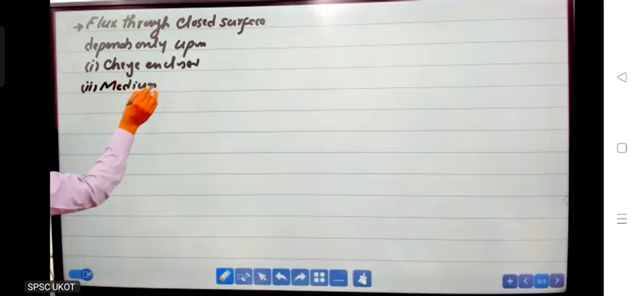 → Flux through closed surface
depends only upon
(i) Charge enclosed
(ii) Medium
SPSC UKOT